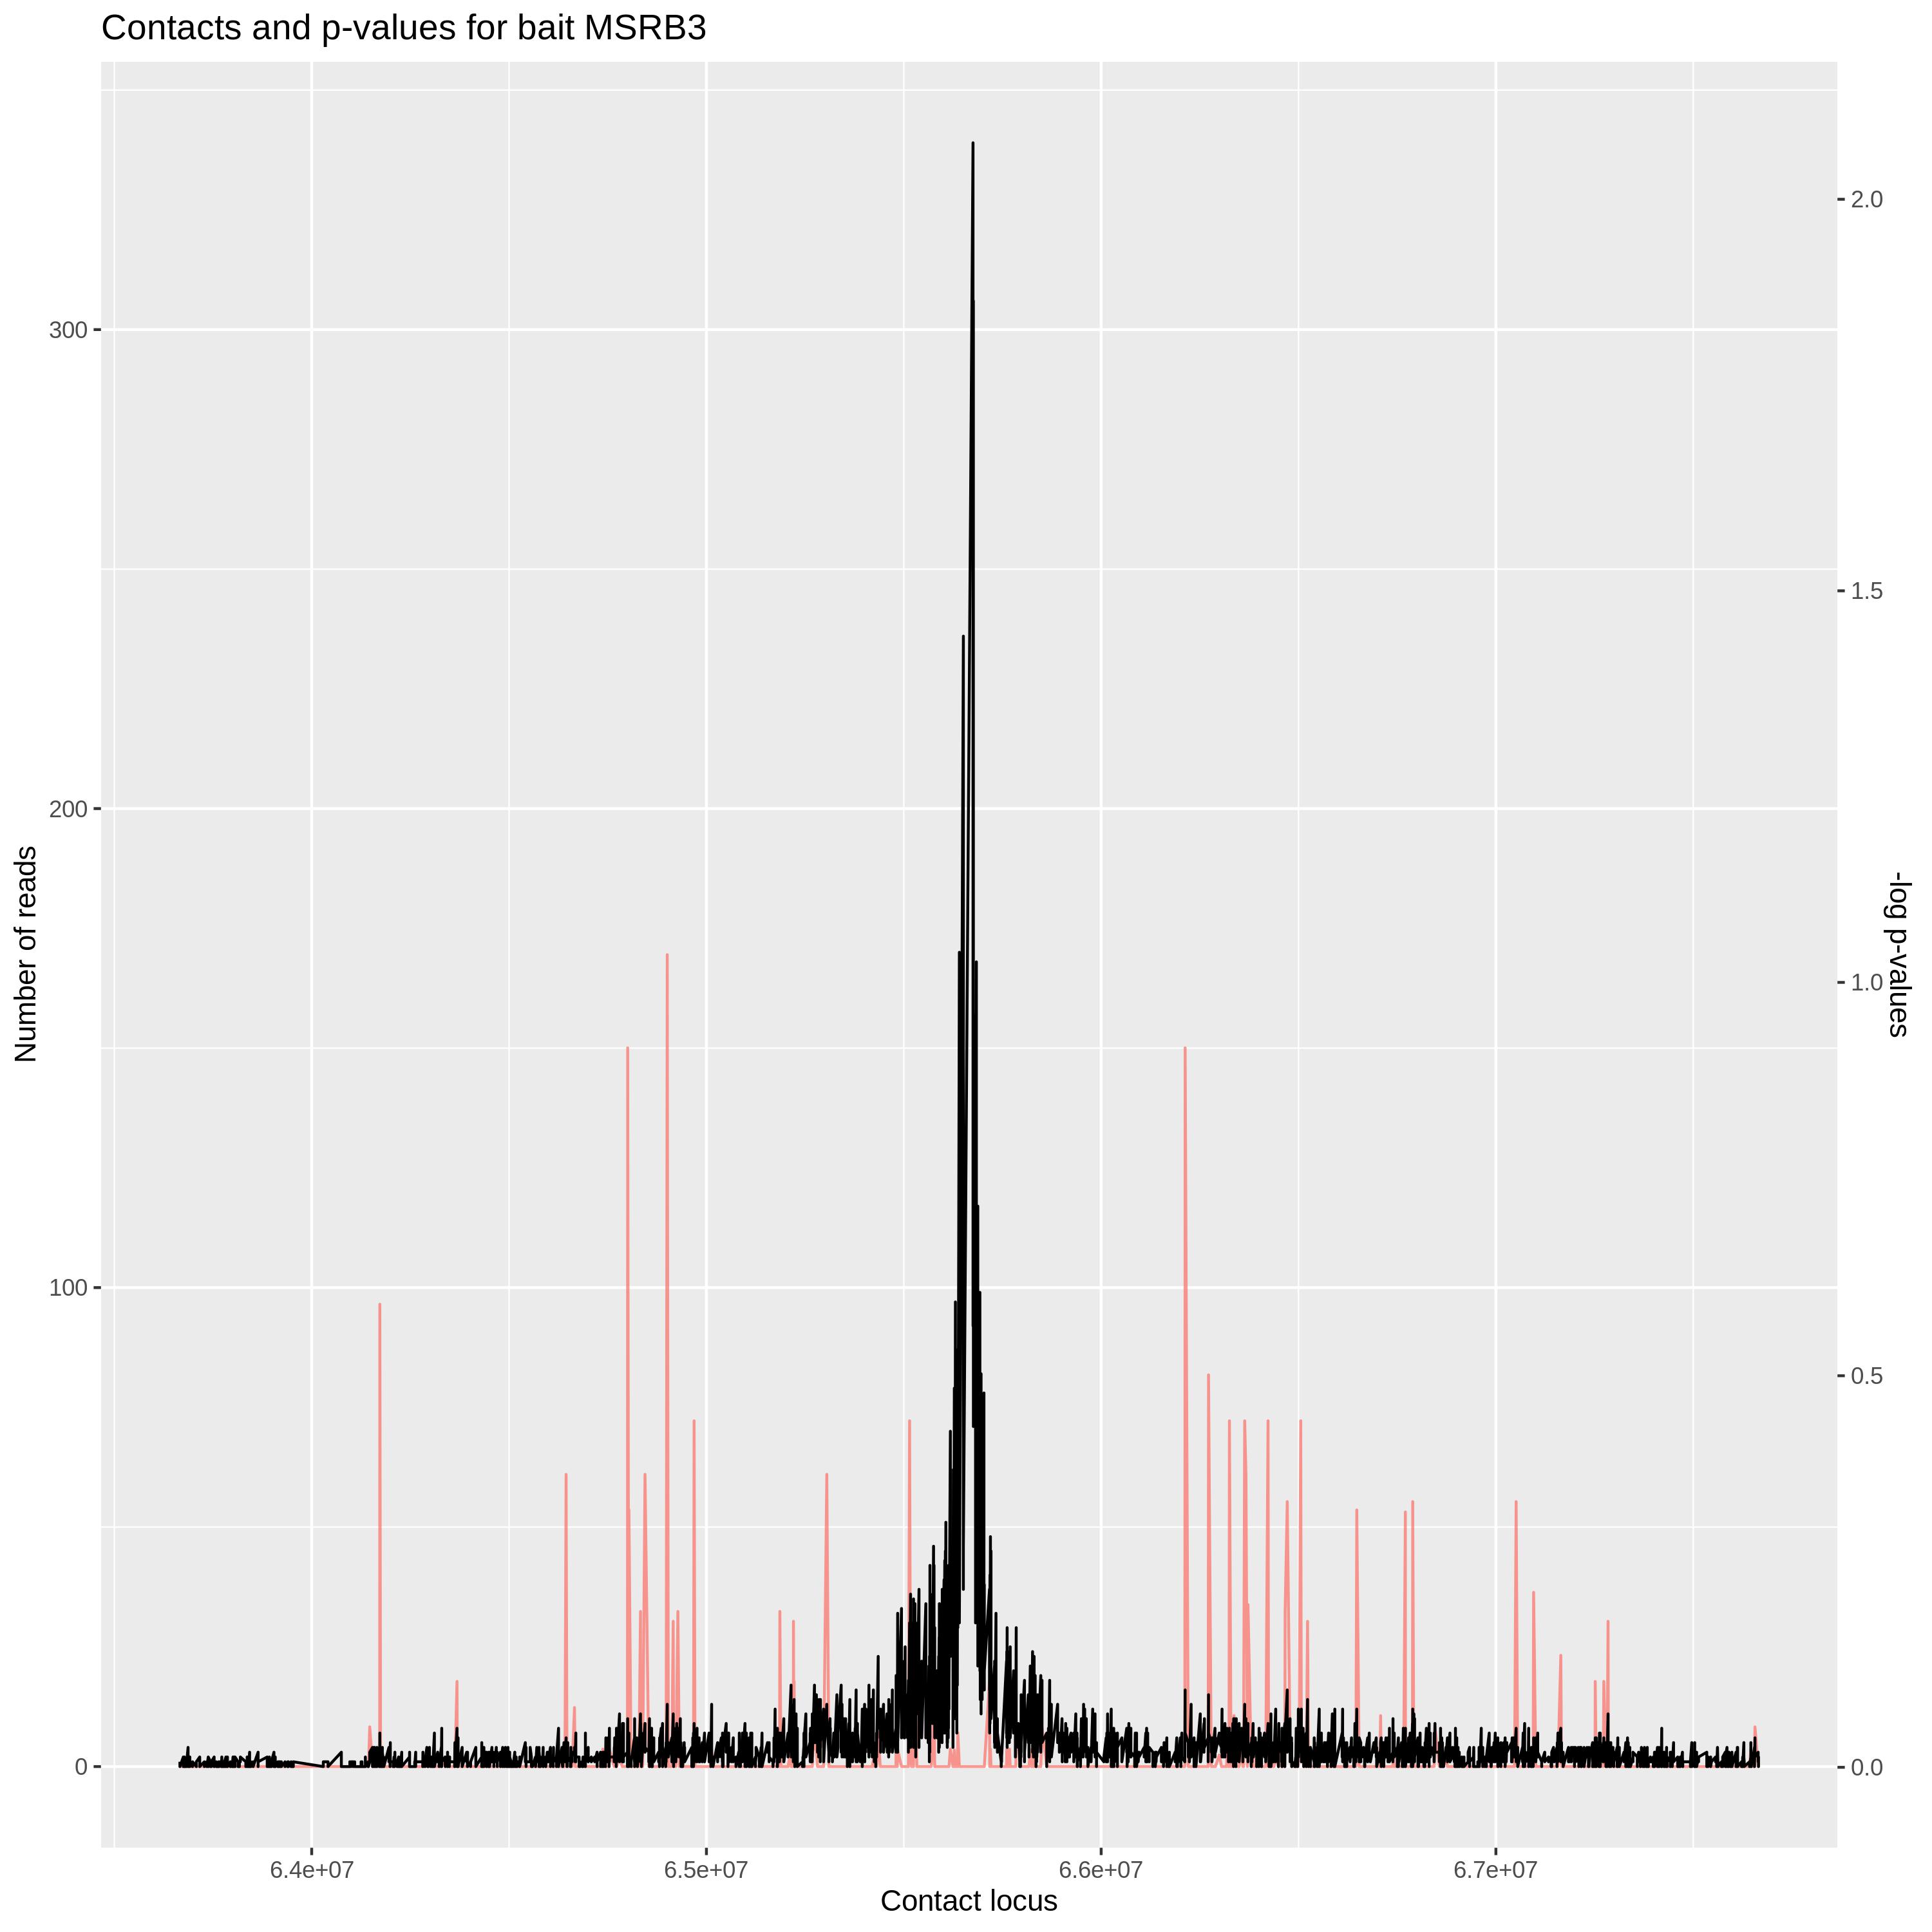 Contacts and p-values for bait MSRB3
Number of reads
300
200
100
0
2.0
1.5
1.0
0.5
0.0
-log p-values
6.4e+07 6.5e+07 6.6e+07 6.7e+07
Contact locus